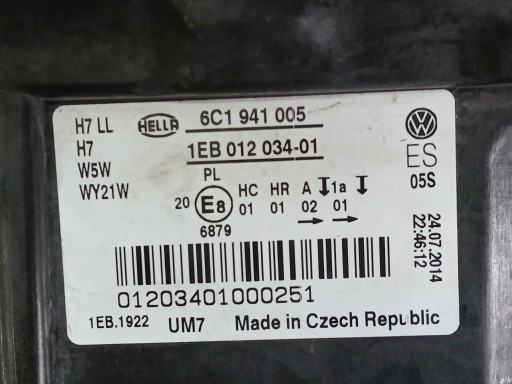 H7 LL HELLA 6C1 941 005
H7 1EB 012 034-01 ES
W5W PL 05S
WY21W HC HR A 1a
20 E8 01 01 02 01
6879
24.07.2014
22:46:12
01203401000251
1EB.1922 UM7 Made in Czech Republic